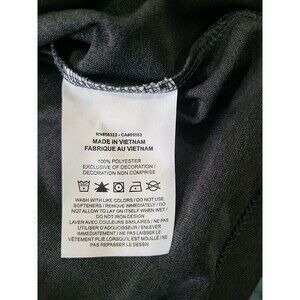 MADE IN VIETNAM
FABRIQUE AU VIETNAM
100% POLYESTER
EXCLUSIVE OF DECORATION /
DECORATION NON COMPRISE
WASH WITH LIKE COLORS / DO NOT USE
SOFTENERS / REMOVE IMMEDIATELY / DO
NOT ALLOW TO LAY ON ITSELF WHEN WET /
DO NOT IRON DESIGN
LAVER AVEC COULEURS SIMILAIRES / NE PAS
UTILISER D'ADOUCISSANT / ENLEVER
IMMEDIATEMENT / NE PAS LAISSER LE
VÊTEMENT PLIÉ LORSQU'IL EST MOUILLÉ / NE
PAS REPASSER LE DESSIN